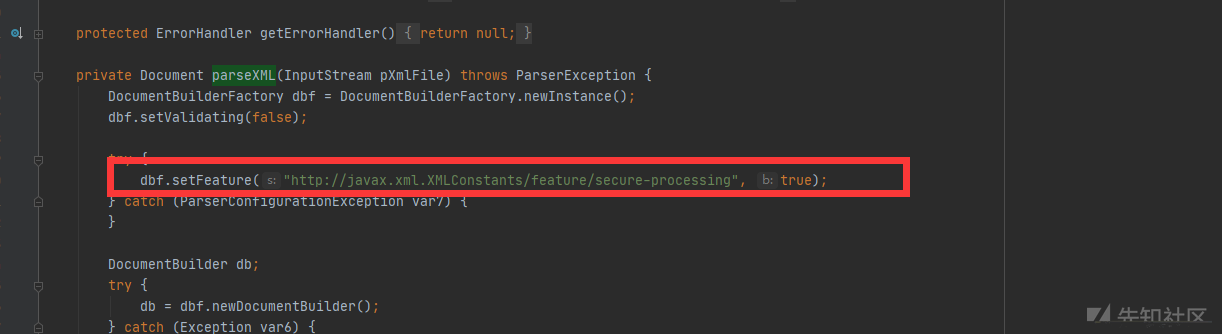 protected ErrorHandler getErrorHandler() { return null; }
private Document parseXML(InputStream pXmlFile) throws ParserException {
DocumentBuilderFactory dbf = DocumentBuilderFactory.newInstance();
dbf.setValidating(false);
try {
dbf.setFeature( s: "http://javax.xml.XMLConstants/feature/secure-processing", b: true);
} catch (ParserConfigurationException var7) {
}
DocumentBuilder db;
try {
db = dbf.newDocumentBuilder();
} catch (Exception var6) {
先知社区